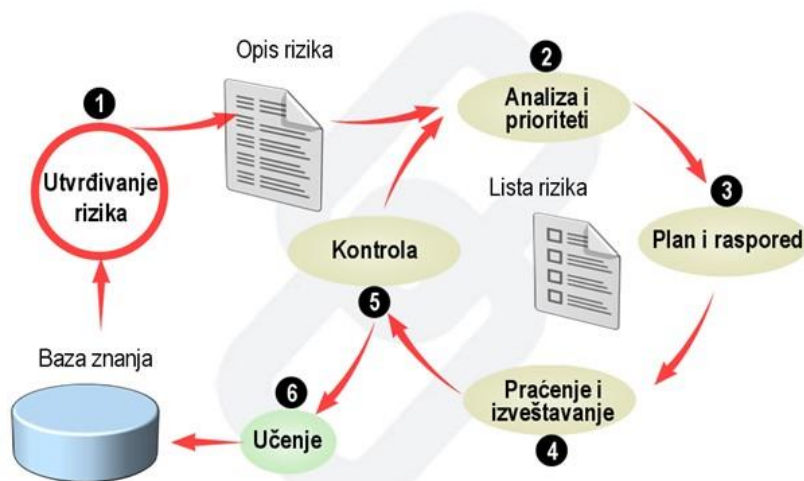 1
Utvrđivanje
rizika
Opis rizika
2
Analiza i
prioriteti
3
Plan i raspored
Lista rizika
4
Praćenje i
izveštavanje
5
Kontrola
6
Učenje
Baza znanja